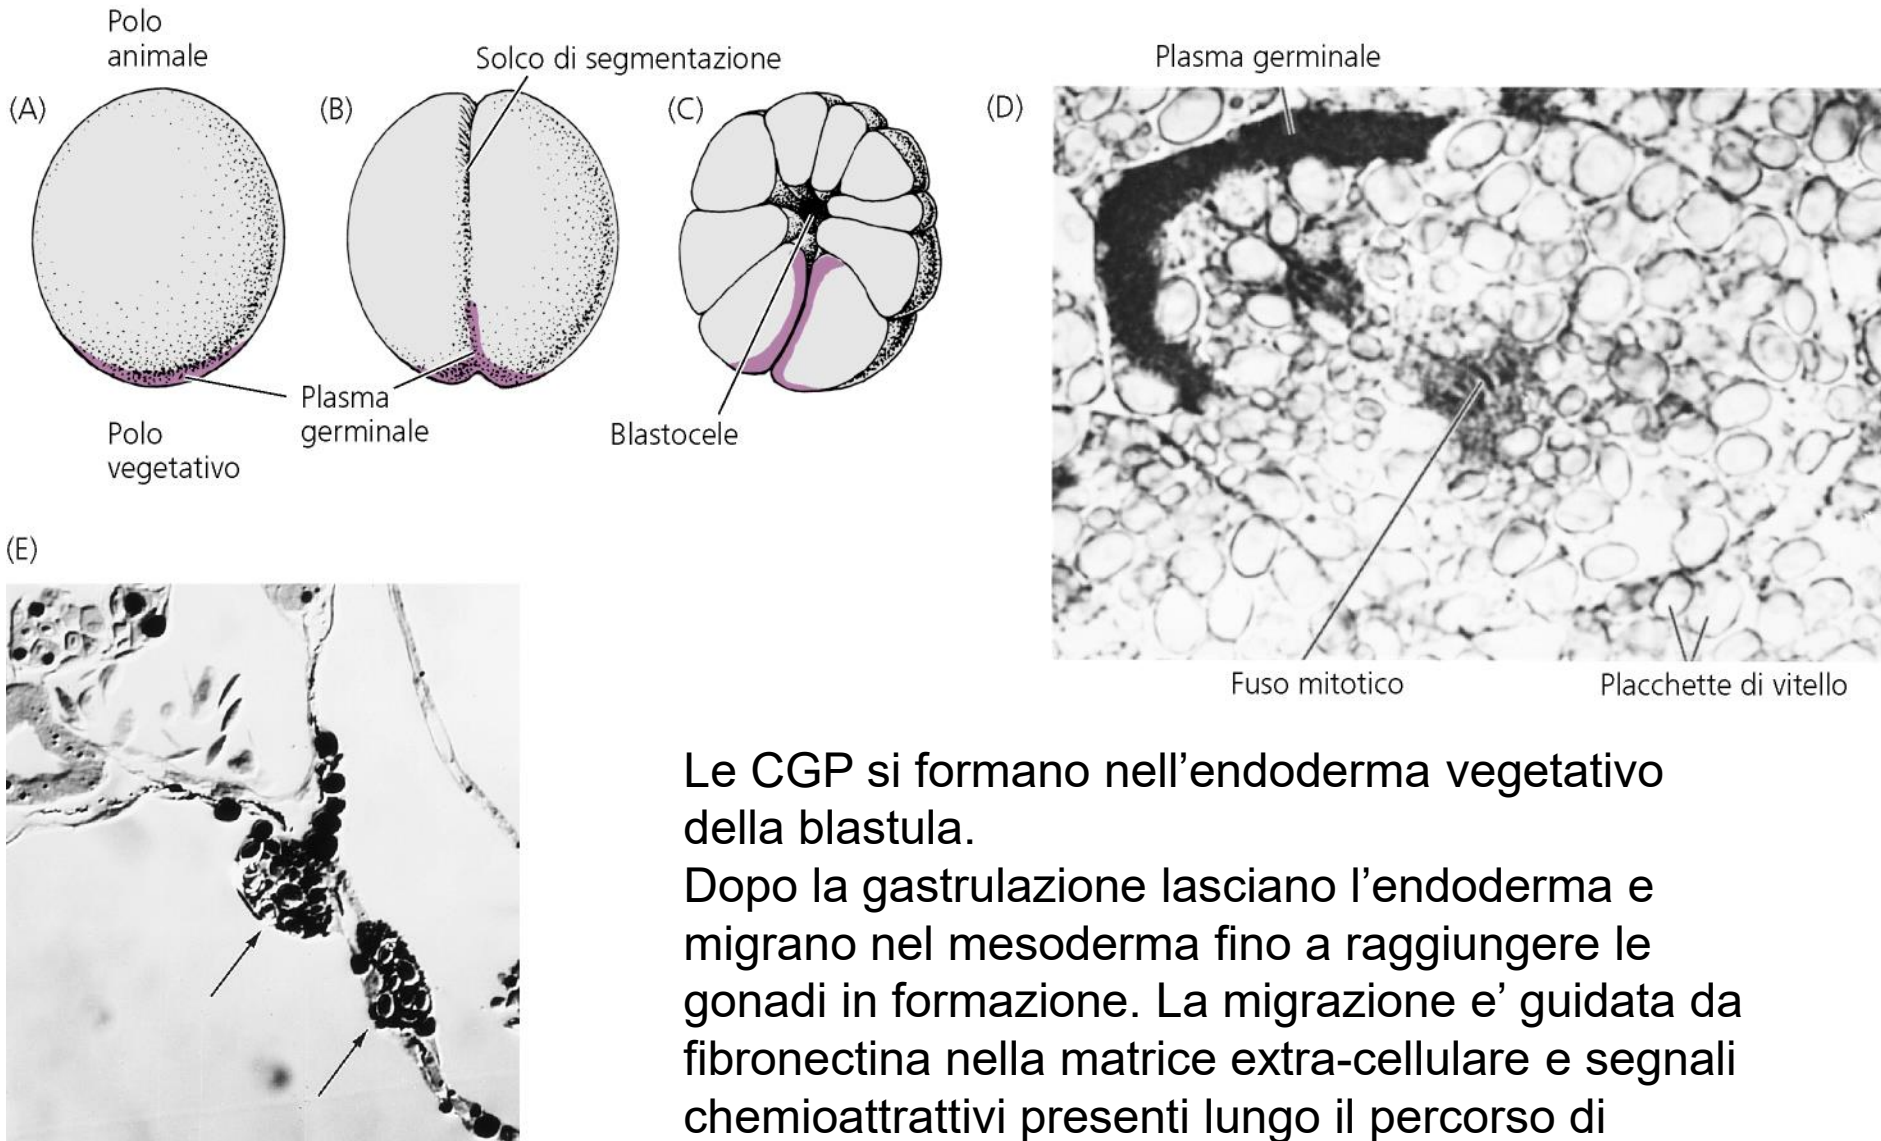 Polo
animale
Solco di segmentazione
Plasma germinale
(A)
(B)
(C)
(D)
Plasma
germinale
Polo
vegetativo
Blastocele
(E)
Fuso mitotico
Placchette di vitello
Le CGP si formano nell’endoderma vegetativo
della blastula.
Dopo la gastrulazione lasciano l’endoderma e
migrano nel mesoderma fino a raggiungere le
gonadi in formazione. La migrazione e’ guidata da
fibronectina nella matrice extra-cellulare e segnali
chemioattrattivi presenti lungo il percorso di